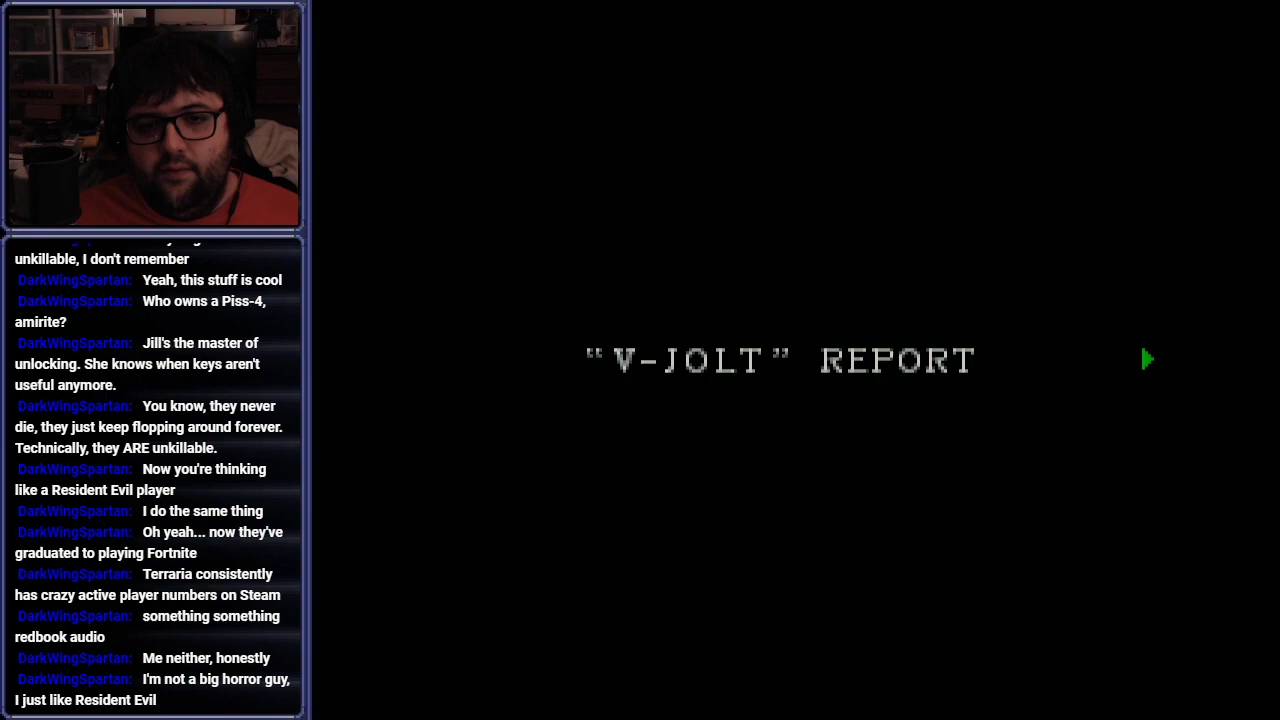 unkillable, I don't remember
DarkWingSpartan: Yeah, this stuff is cool
DarkWingSpartan: Who owns a Piss-4,
amirite?
DarkWingSpartan: Jill's the master of
unlocking. She knows when keys aren't
useful anymore.
DarkWingSpartan: You know, they never
die, they just keep flopping around forever.
Technically, they ARE unkillable.
DarkWingSpartan: Now you're thinking
like a Resident Evil player
DarkWingSpartan: I do the same thing
DarkWingSpartan: Oh yeah... now they've
graduated to playing Fortnite
DarkWingSpartan: Terraria consistently
has crazy active player numbers on Steam
DarkWingSpartan: something something
redbook audio
DarkWingSpartan: Me neither, honestly
DarkWingSpartan: I'm not a big horror guy,
I just like Resident Evil
"V-JOLT" REPORT